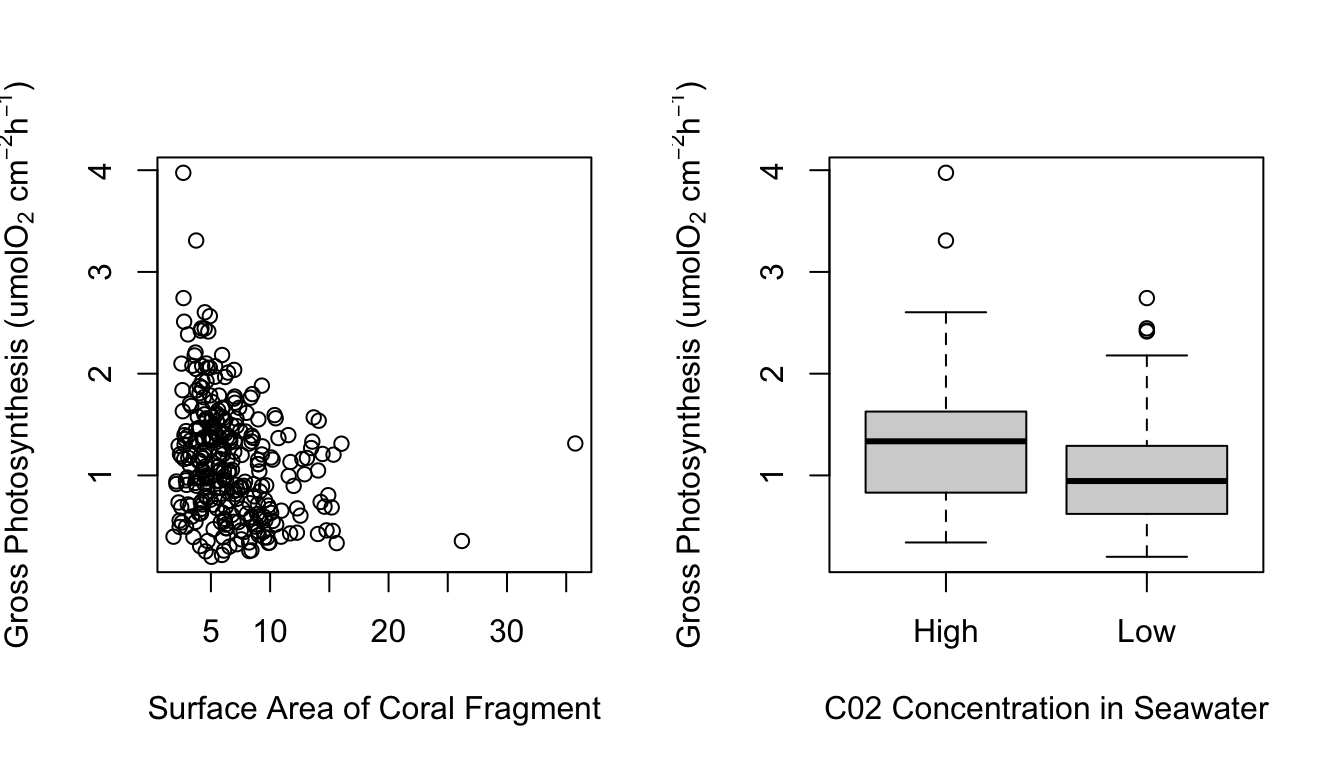 Gross Photosynthesis (umolO₂ cm⁻²h⁻¹)
4
3
2
1
5 10 20 30
Surface Area of Coral Fragment
Gross Photosynthesis (umolO₂ cm⁻²h⁻¹)
4
3
2
1
High Low
C02 Concentration in Seawater